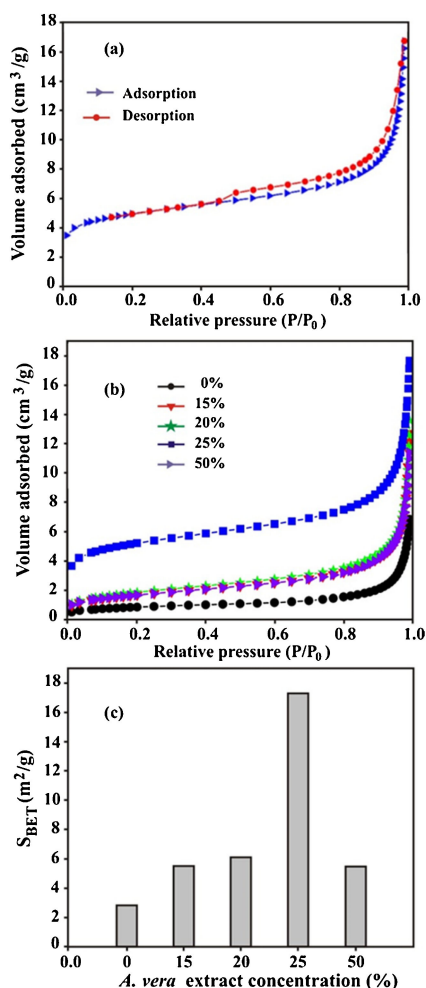 18
(a)
16
14
Adsorption
12
Desorption
10
8
6
4
2
0
Volume adsorbed (cm³/g)
0.0 0.2 0.4 0.6 0.8 1.0
Relative pressure (P/P₀)
18
(b)
0%
16
15%
14
20%
12
25%
10
50%
8
6
4
2
0
Volume adsorbed (cm³/g)
0.0 0.2 0.4 0.6 0.8 1.0
Relative pressure (P/P₀)
18
(c)
16
14
12
10
8
6
4
2
0
S_BET (m²/g)
0.0 0 15 20 25 50
A. vera extract concentration (%)